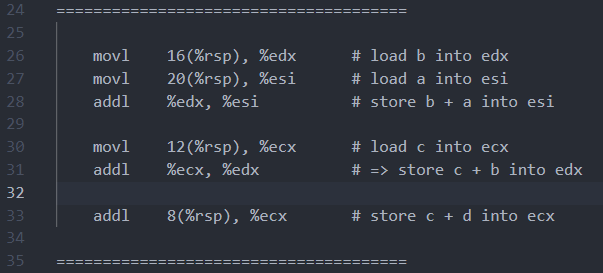 24 ======================================
25
26 movl 16(%rsp), %edx # load b into edx
27 movl 20(%rsp), %esi # load a into esi
28 addl %edx, %esi # store b + a into esi
29
30 movl 12(%rsp), %ecx # load c into ecx
31 addl %ecx, %edx # => store c + b into edx
32
33 addl 8(%rsp), %ecx # store c + d into ecx
34
35 ======================================